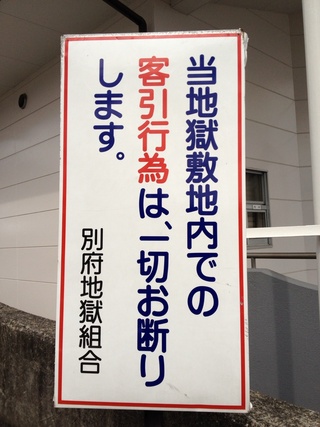 当地獄敷地内での
客引行為は、一切お断り
します。
別府地獄組合